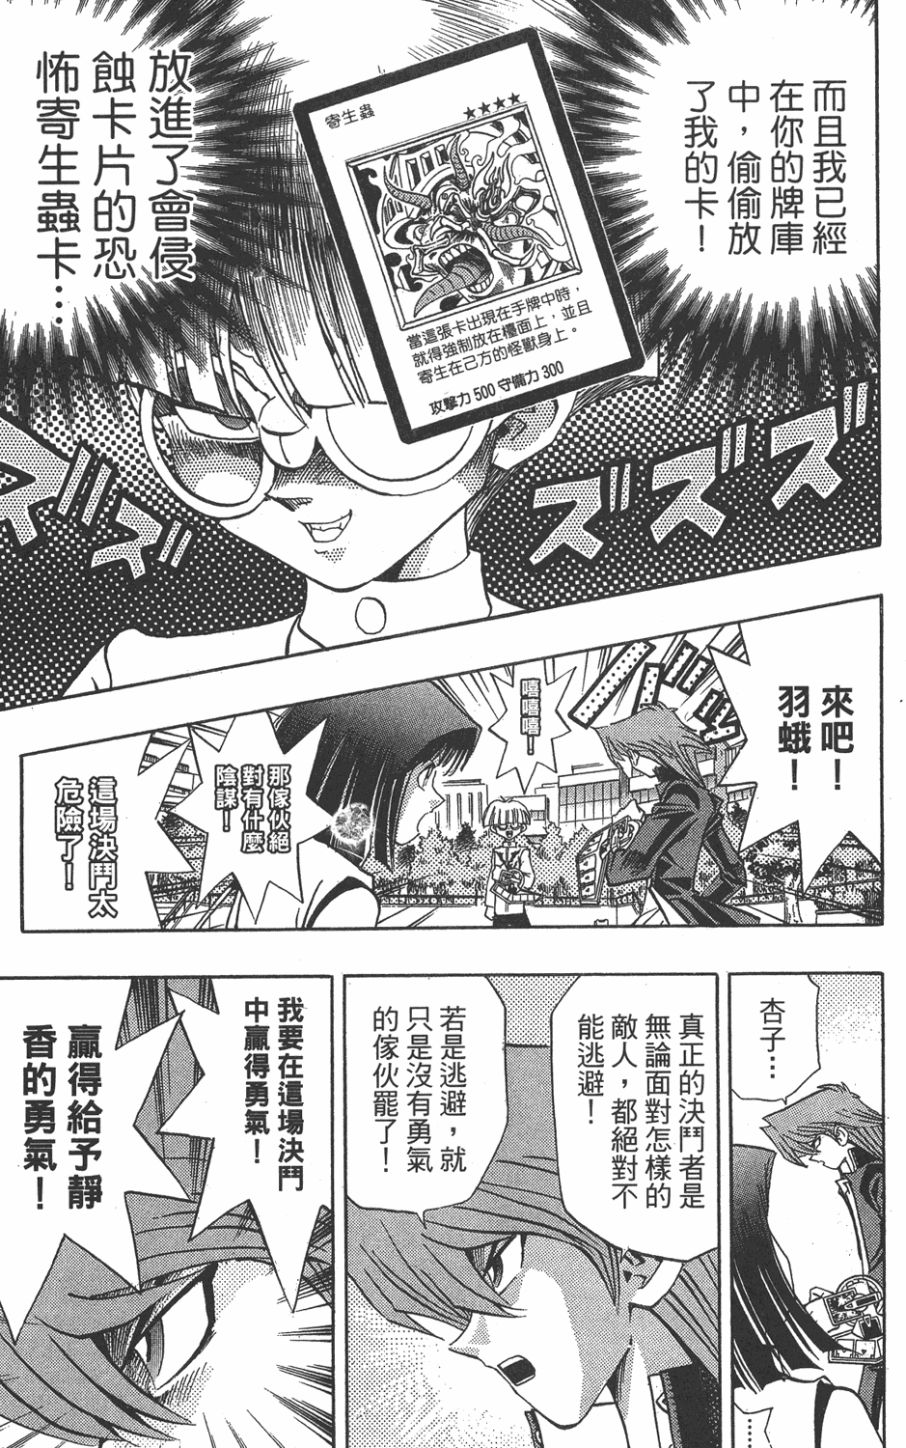 而且我已經
在你的牌庫
中，偷偷放
了我的卡！
放進了會侵
蝕卡片的恐
怖寄生蟲卡…
寄生蟲
★★★★
當這張卡出現在手牌中時，
就得強制放在檯面上，並且
寄生在己方的怪獸身上。
攻擊力 500 守備力 300
ズズズ
ズズ
來吧！
羽蛾！
嘻嘻嘻！
那傢伙絕
對有什麼
陰謀！
這場決鬥太
危險了！
杏子…
真正的決鬥者是
無論面對怎樣的
敵人，都絕對不
能逃避！
若是逃避，就
只是沒有勇氣
的傢伙罷了！
……
我要在這場決鬥
中贏得勇氣！
贏得給予靜
香的勇氣！